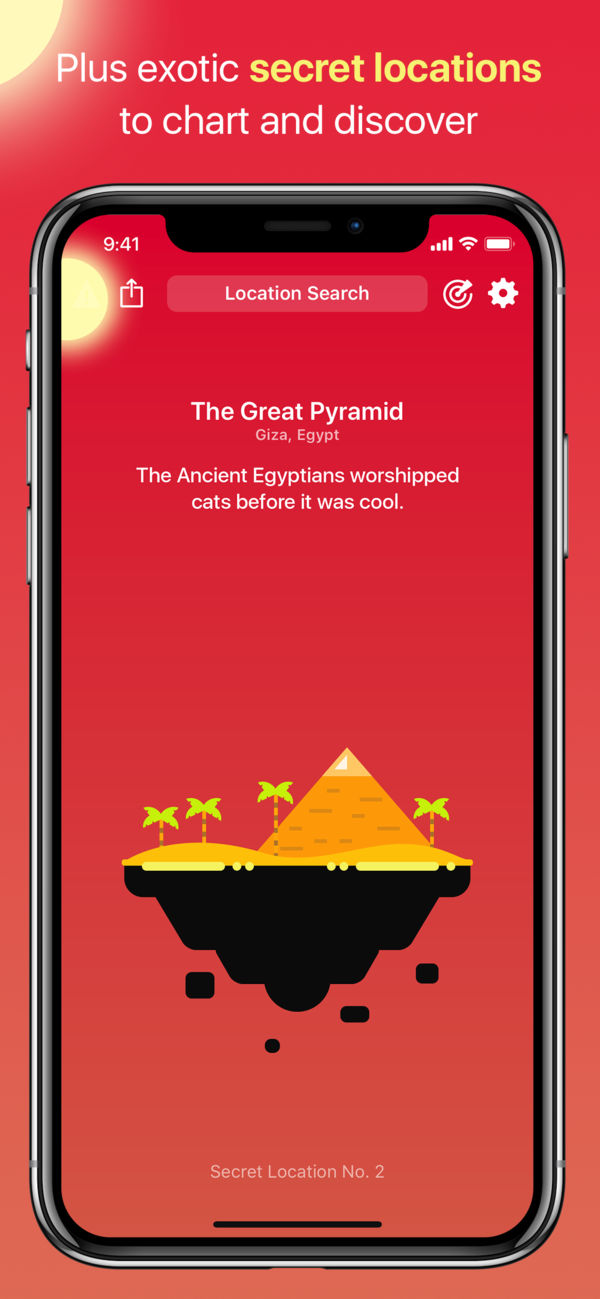 Plus exotic secret locations
to chart and discover
9:41
Location Search
The Great Pyramid
Giza, Egypt
The Ancient Egyptians worshipped
cats before it was cool.
Secret Location No. 2